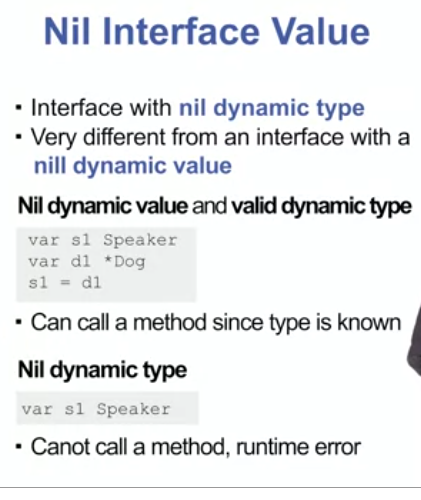 Nil Interface Value
▪ Interface with nil dynamic type
▪ Very different from an interface with a
nill dynamic value
Nil dynamic value and valid dynamic type
var s1 Speaker
var d1 *Dog
s1 = d1
▪ Can call a method since type is known
Nil dynamic type
var s1 Speaker
▪ Canot call a method, runtime error